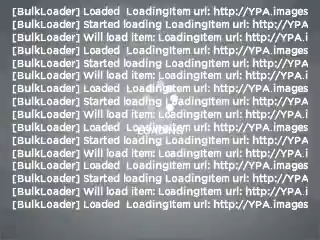 [BulkLoader] Loaded LoadingItem url: http://YPA.images
[BulkLoader] Started loading LoadingItem url: http://YPA
[BulkLoader] Will load item: LoadingItem url: http://YPA.i
[BulkLoader] Loaded LoadingItem url: http://YPA.images
[BulkLoader] Started loading LoadingItem url: http://YPA
[BulkLoader] Will load item: LoadingItem url: http://YPA.i
[BulkLoader] Loaded LoadingItem url: http://YPA.images
[BulkLoader] Started loading LoadingItem url: http://YPA
[BulkLoader] Will load item: LoadingItem url: http://YPA.i
[BulkLoader] Loaded LoadingItem url: http://YPA.images
LOADING
[BulkLoader] Started loading LoadingItem url: http://YPA
[BulkLoader] Will load item: LoadingItem url: http://YPA.i
[BulkLoader] Loaded LoadingItem url: http://YPA.images
[BulkLoader] Started loading LoadingItem url: http://YPA
[BulkLoader] Will load item: LoadingItem url: http://YPA.i
[BulkLoader] Loaded LoadingItem url: http://YPA.images